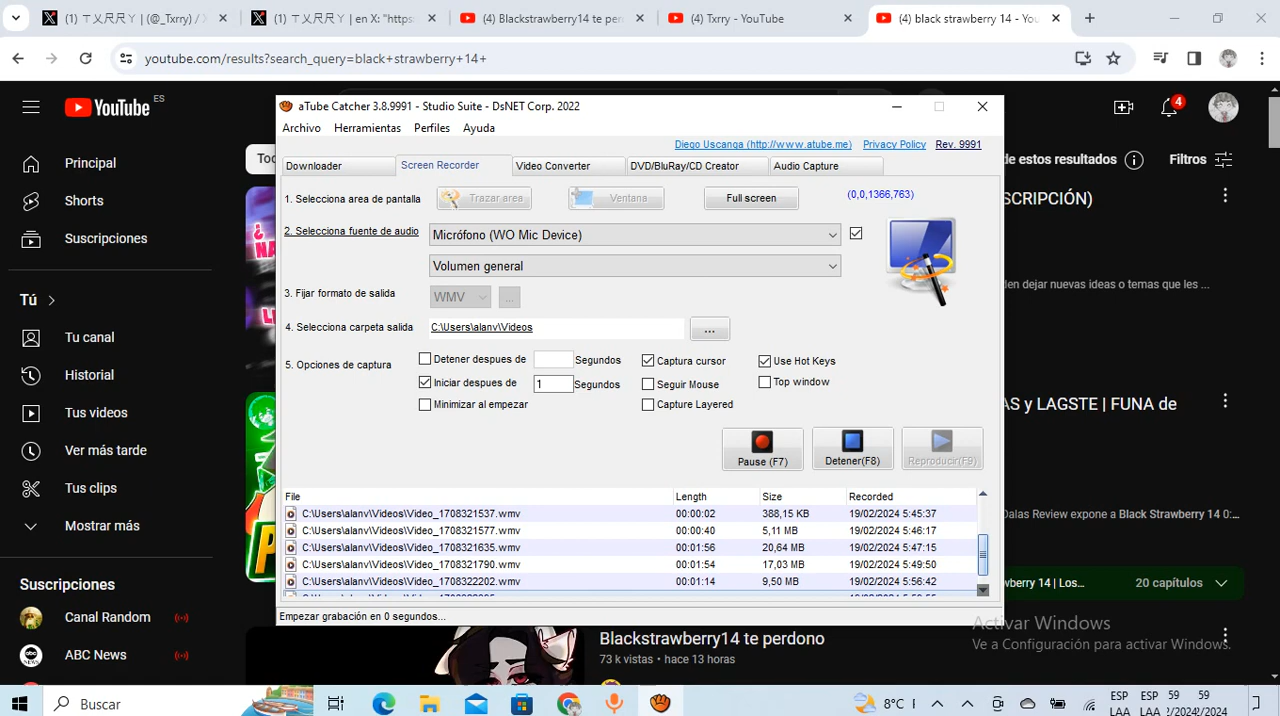 (1) ㄒ乂尺尺ㄚ | (@_Txrry) /
(1) ㄒ乂尺尺ㄚ | en X: "https
(4) Blackstrawberry14 te per
(4) Txrry - YouTube
(4) black strawberry 14 - You
youtube.com/results?search_query=black+strawberry+14+
YouTube ES
4
Principal
Shorts
Suscripciones
Tú
Tu canal
Historial
Tus videos
Ver más tarde
Tus clips
Mostrar más
Suscripciones
Canal Random
ABC News
aTube Catcher 3.8.9991 - Studio Suite - DsNET Corp. 2022
Archivo Herramientas Perfiles Ayuda
Diego Uscanga (http://www.atube.me) Privacy Policy Rev. 9991
Downloader Screen Recorder Video Converter DVD/BluRay/CD Creator Audio Capture
1. Selecciona area de pantalla Trazar area Ventana Full screen (0,0,1366,763)
2. Selecciona fuente de audio Micrófono (WO Mic Device)
Volumen general
3. Fijar formato de salida WMV ...
4. Selecciona carpeta salida C:\Users\alanv\Videos ...
5. Opciones de captura
Detener despues de Segundos Captura cursor Use Hot Keys
Iniciar despues de 1 Segundos Seguir Mouse Top window
Minimizar al empezar Capture Layered
Pause (F7) Detener(F8) Reproducir(F9)
File Length Size Recorded
C:\Users\alanv\Videos\Video_1708321537.wmv 00:00:02 388,15 KB 19/02/2024 5:45:37
C:\Users\alanv\Videos\Video_1708321577.wmv 00:00:40 5,11 MB 19/02/2024 5:46:17
C:\Users\alanv\Videos\Video_1708321635.wmv 00:01:56 20,64 MB 19/02/2024 5:47:15
C:\Users\alanv\Videos\Video_1708321790.wmv 00:01:54 17,03 MB 19/02/2024 5:49:50
C:\Users\alanv\Videos\Video_1708322202.wmv 00:01:14 9,50 MB 19/02/2024 5:56:42
Empezar grabación en 0 segundos...
de estos resultados Filtros
SCRIPCIÓN)
den dejar nuevas ideas o temas que les ...
AS y LAGSTE | FUNA de
Dalas Review expone a Black Strawberry 14 0:...
wberry 14 | Los... 20 capítulos
Blackstrawberry14 te perdono
73 k vistas • hace 13 horas
Activar Windows
Ve a Configuración para activar Windows.
Buscar
8°C
ESP ESP 59 59
LAA LAA